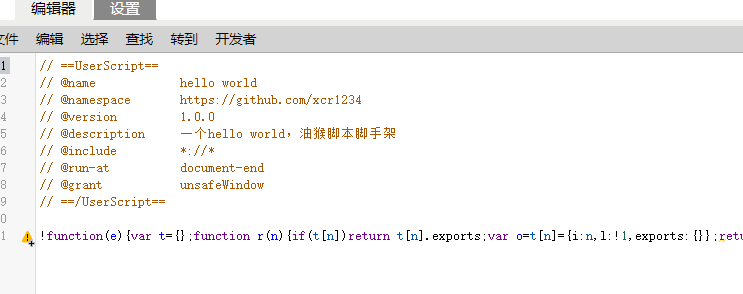 编辑器 设置
文件 编辑 选择 查找 转到 开发者
1 // ==UserScript==
2 // @name hello world
3 // @namespace https://github.com/xcr1234
4 // @version 1.0.0
5 // @description 一个hello world，油猴脚本脚手架
6 // @include *://*
7 // @run-at document-end
8 // @grant unsafeWindow
9 // ==/UserScript==
0
1 !function(e){var t={};function r(n){if(t[n])return t[n].exports;var o=t[n]={i:n,l:!1,exports:{}};retu